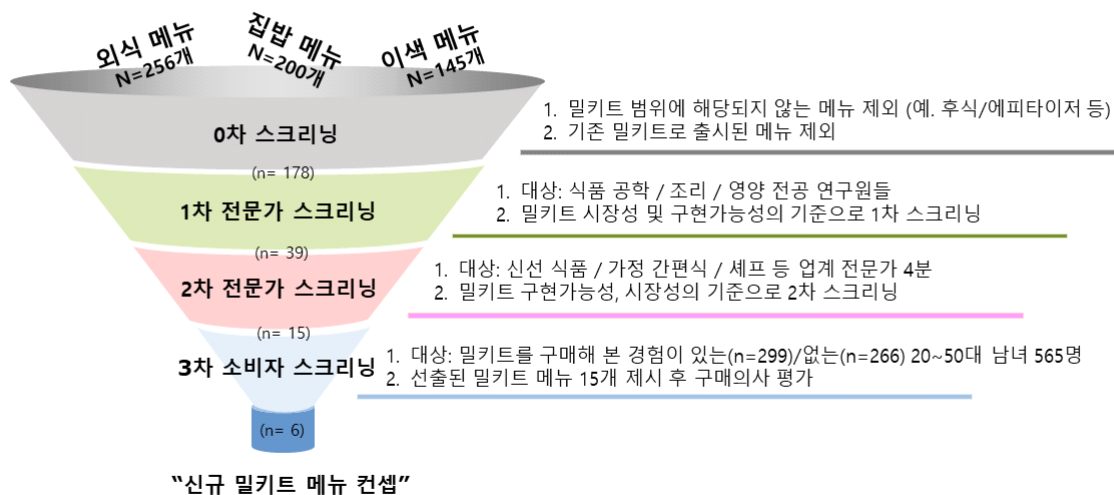 외식 메뉴
N=256개
집밥 메뉴
N=200개
이색 메뉴
N=145개
0차 스크리닝
1. 밀키트 범위에 해당되지 않는 메뉴 제외 (예. 후식/에피타이저 등)
2. 기존 밀키트로 출시된 메뉴 제외
(n= 178)
1차 전문가 스크리닝
1. 대상: 식품 공학 / 조리 / 영양 전공 연구원들
2. 밀키트 시장성 및 구현가능성의 기준으로 1차 스크리닝
(n= 39)
2차 전문가 스크리닝
1. 대상: 신선 식품 / 가정 간편식 / 셰프 등 업계 전문가 4분
2. 밀키트 구현가능성, 시장성의 기준으로 2차 스크리닝
(n= 15)
3차 소비자 스크리닝
1. 대상: 밀키트를 구매해 본 경험이 있는(n=299)/없는(n=266) 20~50대 남녀 565명
2. 선출된 밀키트 메뉴 15개 제시 후 구매의사 평가
(n= 6)
“신규 밀키트 메뉴 컨셉”